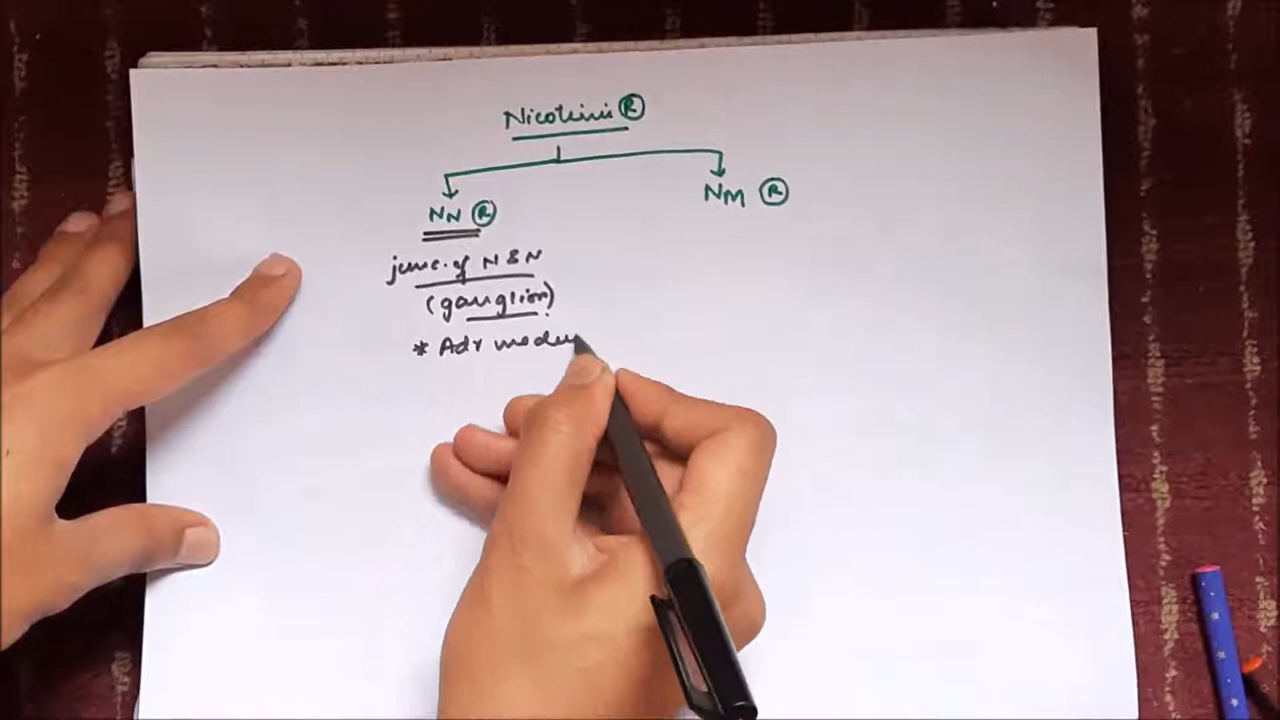 Nicotinic R
NN R
NM R
junc. of N & N
(ganglion)
* Adr medu